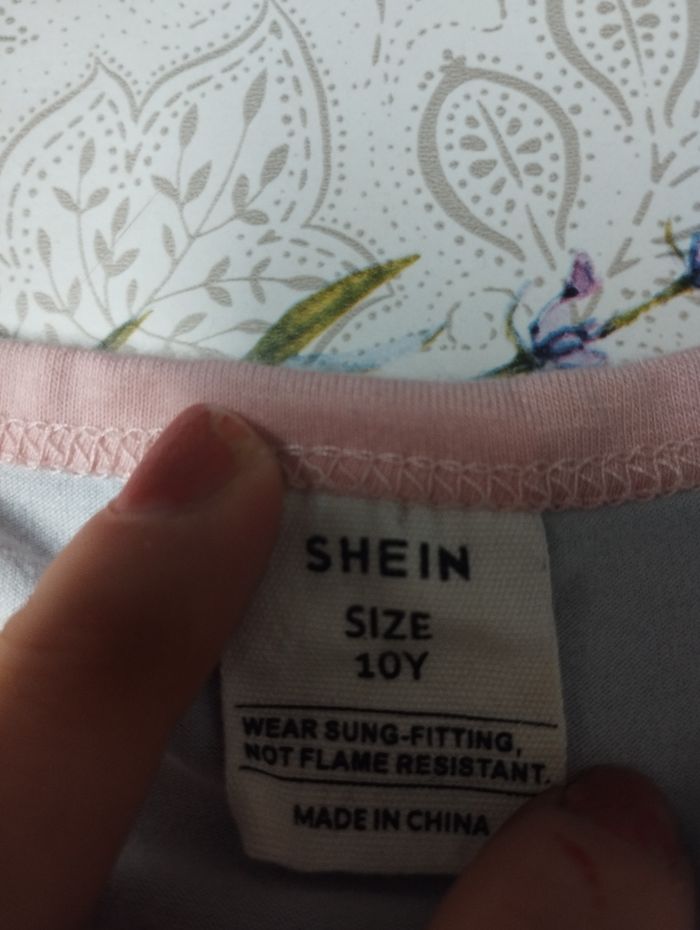 SHEIN
SIZE
10Y
WEAR SUNG-FITTING,
NOT FLAME RESISTANT.
MADE IN CHINA